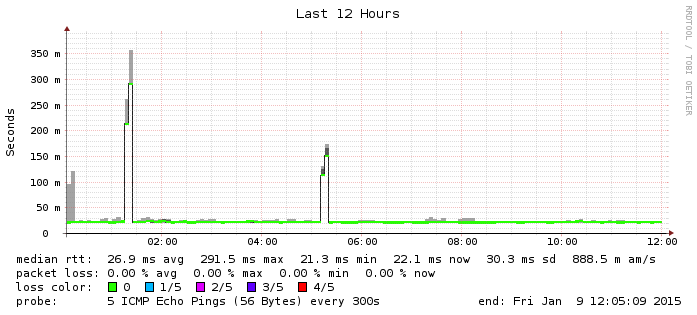 Last 12 Hours
RRDTOOL / TOBI OETIKER
Seconds
350 m
300 m
250 m
200 m
150 m
100 m
50 m
0
02:00 04:00 06:00 08:00 10:00 12:00
median rtt: 26.9 ms avg 291.5 ms max 21.3 ms min 22.1 ms now 30.3 ms sd 888.5 m am/s
packet loss: 0.00 % avg 0.00 % max 0.00 % min 0.00 % now
loss color: 0 1/5 2/5 3/5 4/5
probe: 5 ICMP Echo Pings (56 Bytes) every 300s end: Fri Jan 9 12:05:09 2015